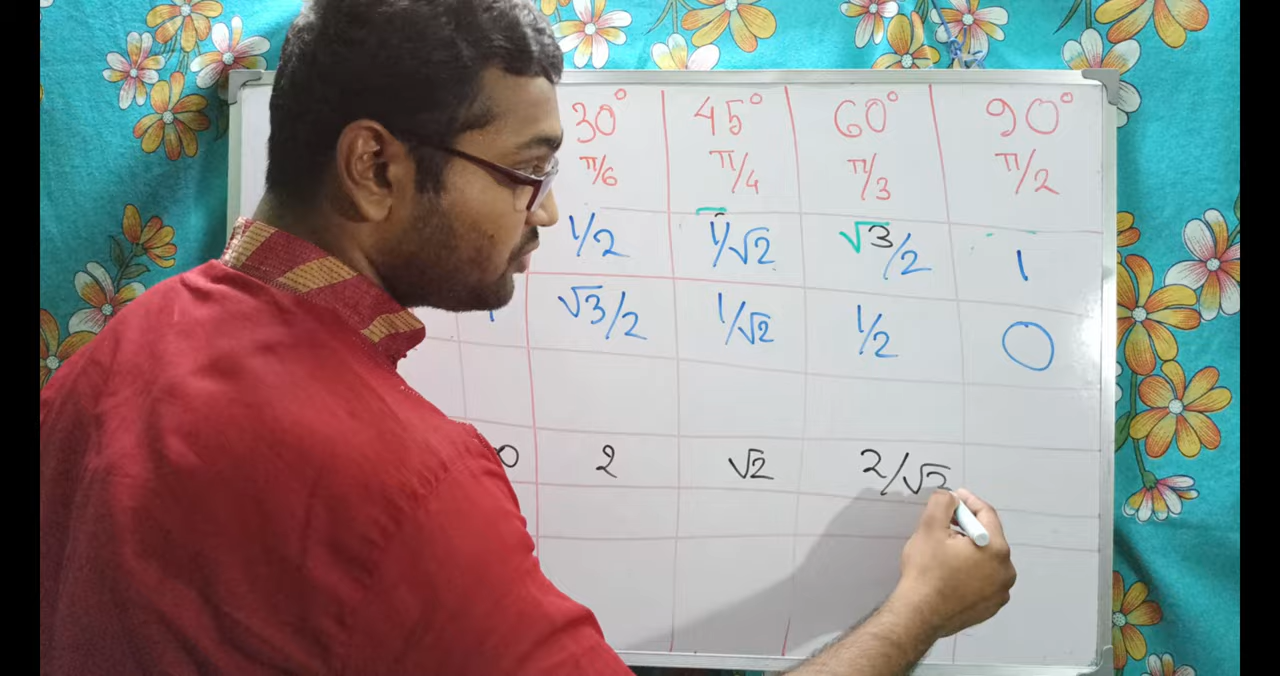 30° 45° 60° 90°
π/6 π/4 π/3 π/2
1/2 1/√2 √3/2 1
√3/2 1/√2 1/2 0
0 2 √2 2/√3